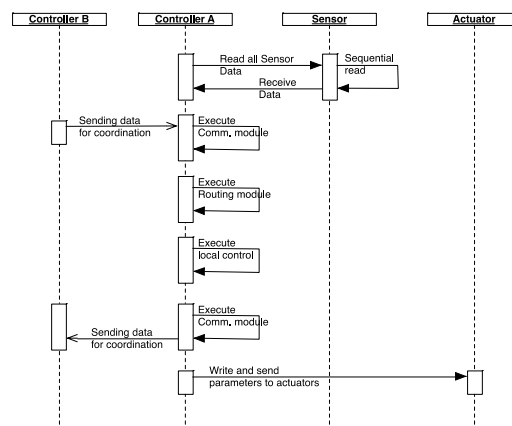 Controller B
Controller A
Sensor
Actuator
Read all Sensor
Data
Sequential
read
Receive
Data
Sending data
for coordination
Execute
Comm. module
Execute
Routing module
Execute
local control
Execute
Comm. module
Sending data
for coordination
Write and send
parameters to actuators